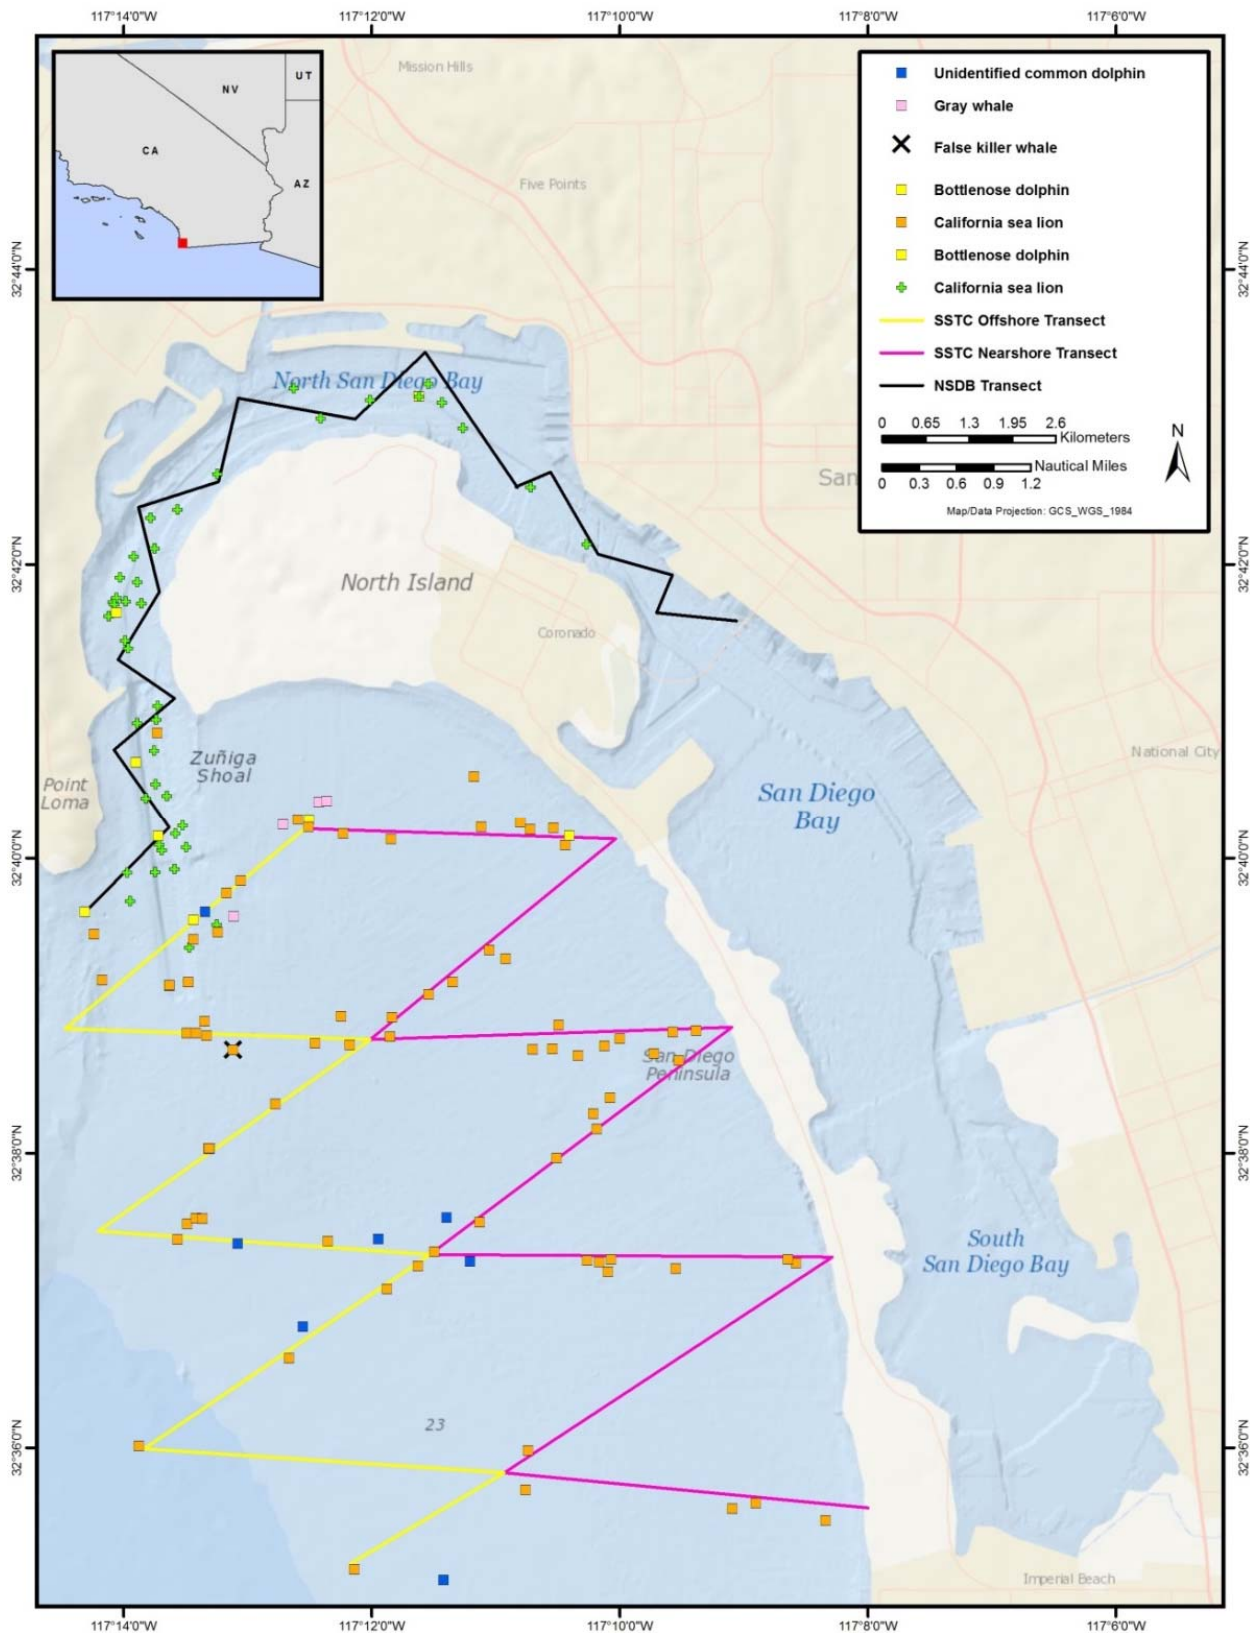 117°14'0"W 117°12'0"W 117°10'0"W 117°8'0"W 117°6'0"W
Mission Hills
NV
UT
CA
AZ
Five Points
Unidentified common dolphin
Gray whale
False killer whale
Bottlenose dolphin
California sea lion
Bottlenose dolphin
California sea lion
SSTC Offshore Transect
SSTC Nearshore Transect
NSDB Transect
0 0.65 1.3 1.95 2.6
Kilometers
Nautical Miles
0 0.3 0.6 0.9 1.2
N
Map/Data Projection: GCS_WGS_1984
32°44'0"N 32°44'0"N
North San Diego Bay
San
32°42'0"N 32°42'0"N
North Island
Coronado
National City
Zuñiga
Shoal
Point
Loma
San Diego
Bay
32°40'0"N 32°40'0"N
San Diego
Peninsula
32°38'0"N 32°38'0"N
South
San Diego Bay
23
32°36'0"N 32°36'0"N
Imperial Beach
117°14'0"W 117°12'0"W 117°10'0"W 117°8'0"W 117°6'0"W